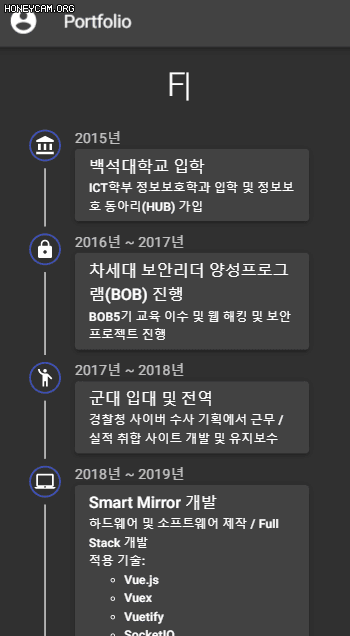 HONEYCAM.ORG
Portfolio
F
2015년
백석대학교 입학
ICT학부 정보보호학과 입학 및 정보보
호 동아리(HUB) 가입
2016년 ~ 2017년
차세대 보안리더 양성프로그
램(BOB) 진행
BOB5기 교육 이수 및 웹 해킹 및 보안
프로젝트 진행
2017년 ~ 2018년
군대 입대 및 전역
경찰청 사이버 수사 기획에서 근무 /
실적 취합 사이트 개발 및 유지보수
2018년 ~ 2019년
Smart Mirror 개발
하드웨어 및 소프트웨어 제작 / Full
Stack 개발
적용 기술:
Vue.js
Vuex
Vuetify
SocketIO